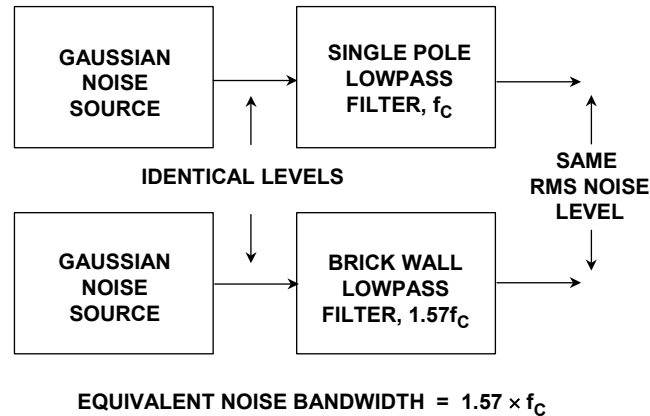 GAUSSIAN
NOISE
SOURCE
SINGLE POLE
LOWPASS
FILTER, fC
IDENTICAL LEVELS
SAME
RMS NOISE
LEVEL
GAUSSIAN
NOISE
SOURCE
BRICK WALL
LOWPASS
FILTER, 1.57fC
EQUIVALENT NOISE BANDWIDTH = 1.57 × fC